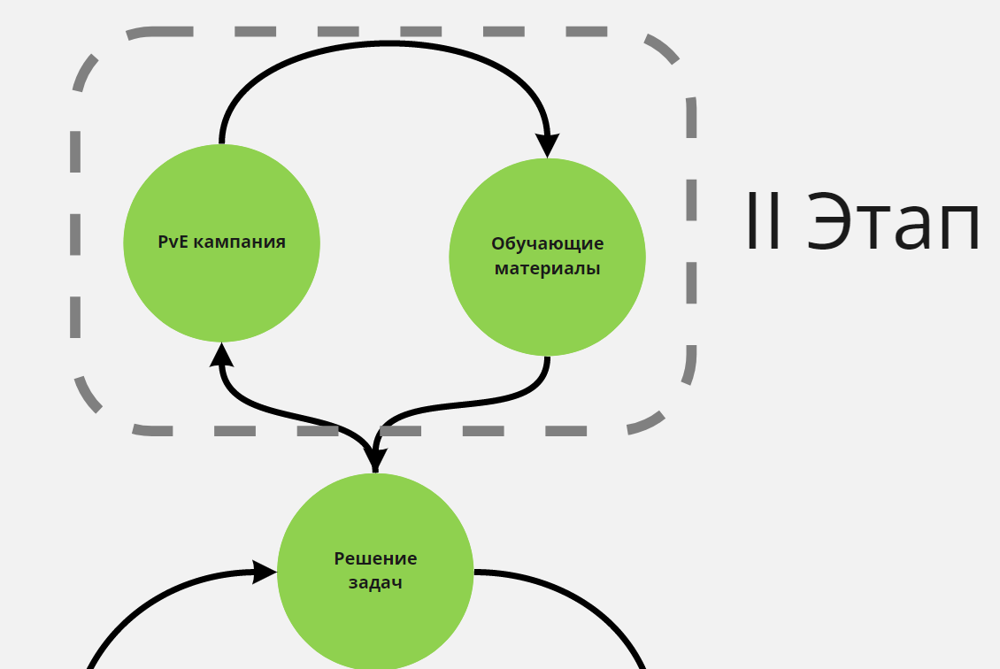 PvE кампания
Обучающие
материалы
II Этап
Решение
задач